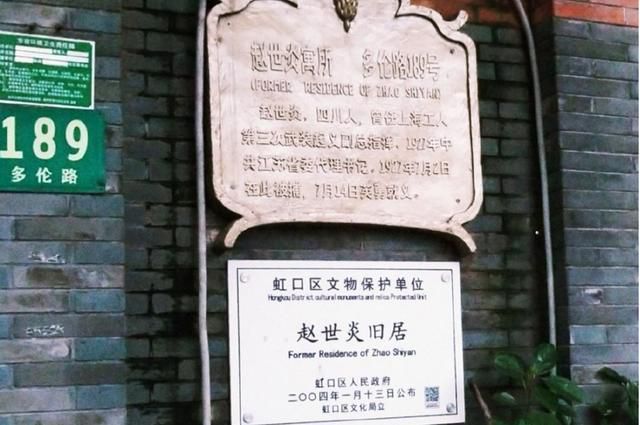 赵世炎寓所 多伦路189号
(FORMER RESIDENCE OF ZHAO SHIYAN)
赵世炎，四川人，曾任上海工人
第三次武装起义副总指挥，1927年中
共江苏省委代理书记，1927年7月2日
在此被捕，7月14日英勇就义。
189
多伦路
虹口区文物保护单位
Hongkou District cultural monuments and relics Protected Unit
赵世炎旧居
Former Residence of Zhao Shiyan
虹口区人民政府
二〇〇四年一月十三日公布
虹口区文化局立